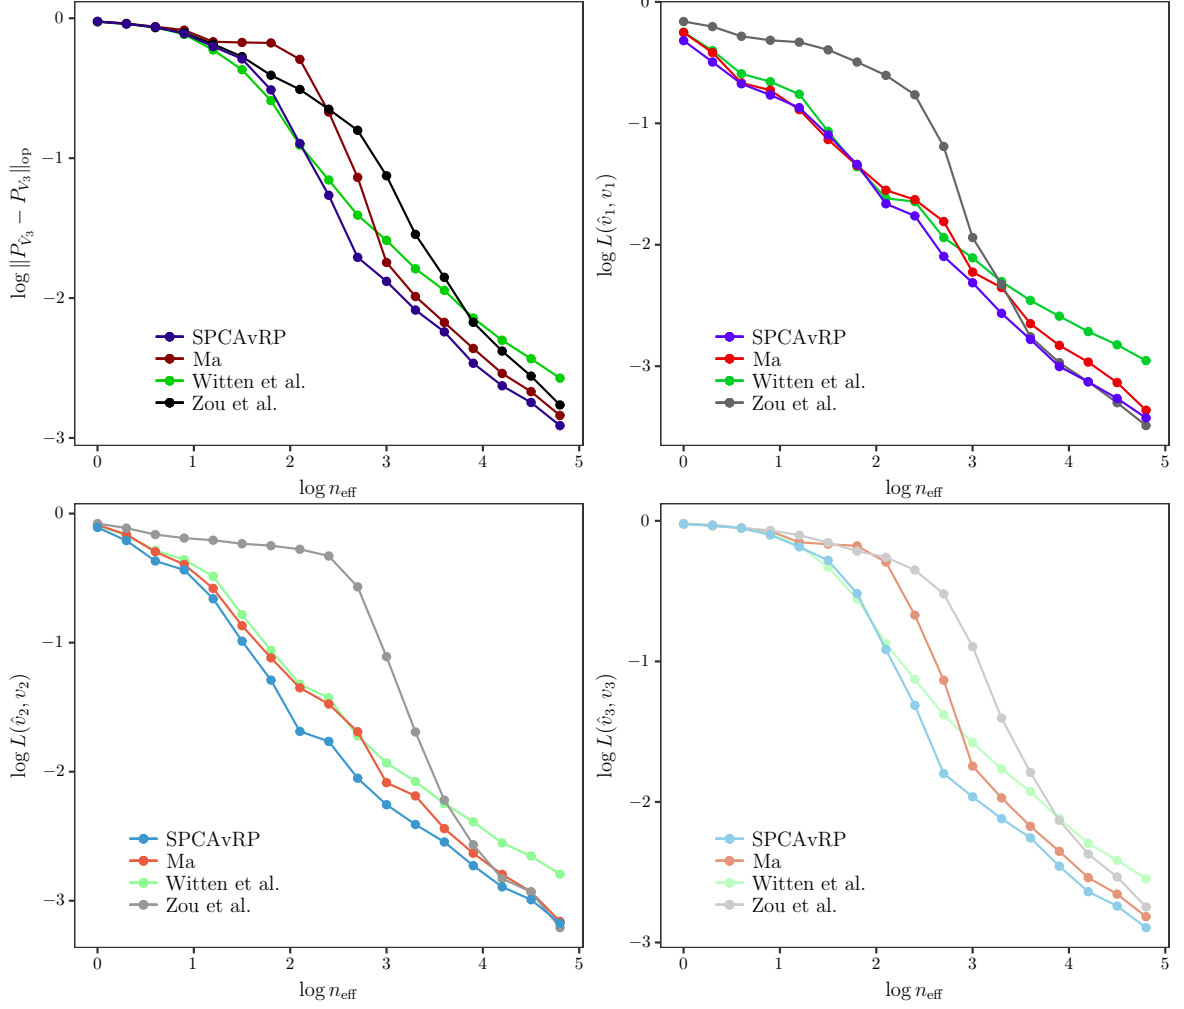 0
−1
−2
−3
log ‖P_{V̂_3} − P_{V_3}‖_op
SPCAvRP
Ma
Witten et al.
Zou et al.
0 1 2 3 4 5
log n_eff
0
−1
−2
−3
log L(v̂_1, v_1)
SPCAvRP
Ma
Witten et al.
Zou et al.
0 1 2 3 4 5
log n_eff
0
−1
−2
−3
log L(v̂_2, v_2)
SPCAvRP
Ma
Witten et al.
Zou et al.
0 1 2 3 4 5
log n_eff
0
−1
−2
−3
log L(v̂_3, v_3)
SPCAvRP
Ma
Witten et al.
Zou et al.
0 1 2 3 4 5
log n_eff